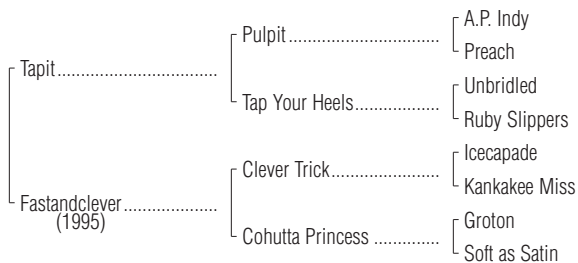 A.P. Indy
Pulpit................................
Preach
Tapit..................................
Unbridled
Tap Your Heels..................
Ruby Slippers
Icecapade
Clever Trick.......................
Kankakee Miss
Fastandclever....................
(1995)
Groton
Cohutta Princess ..............
Soft as Satin